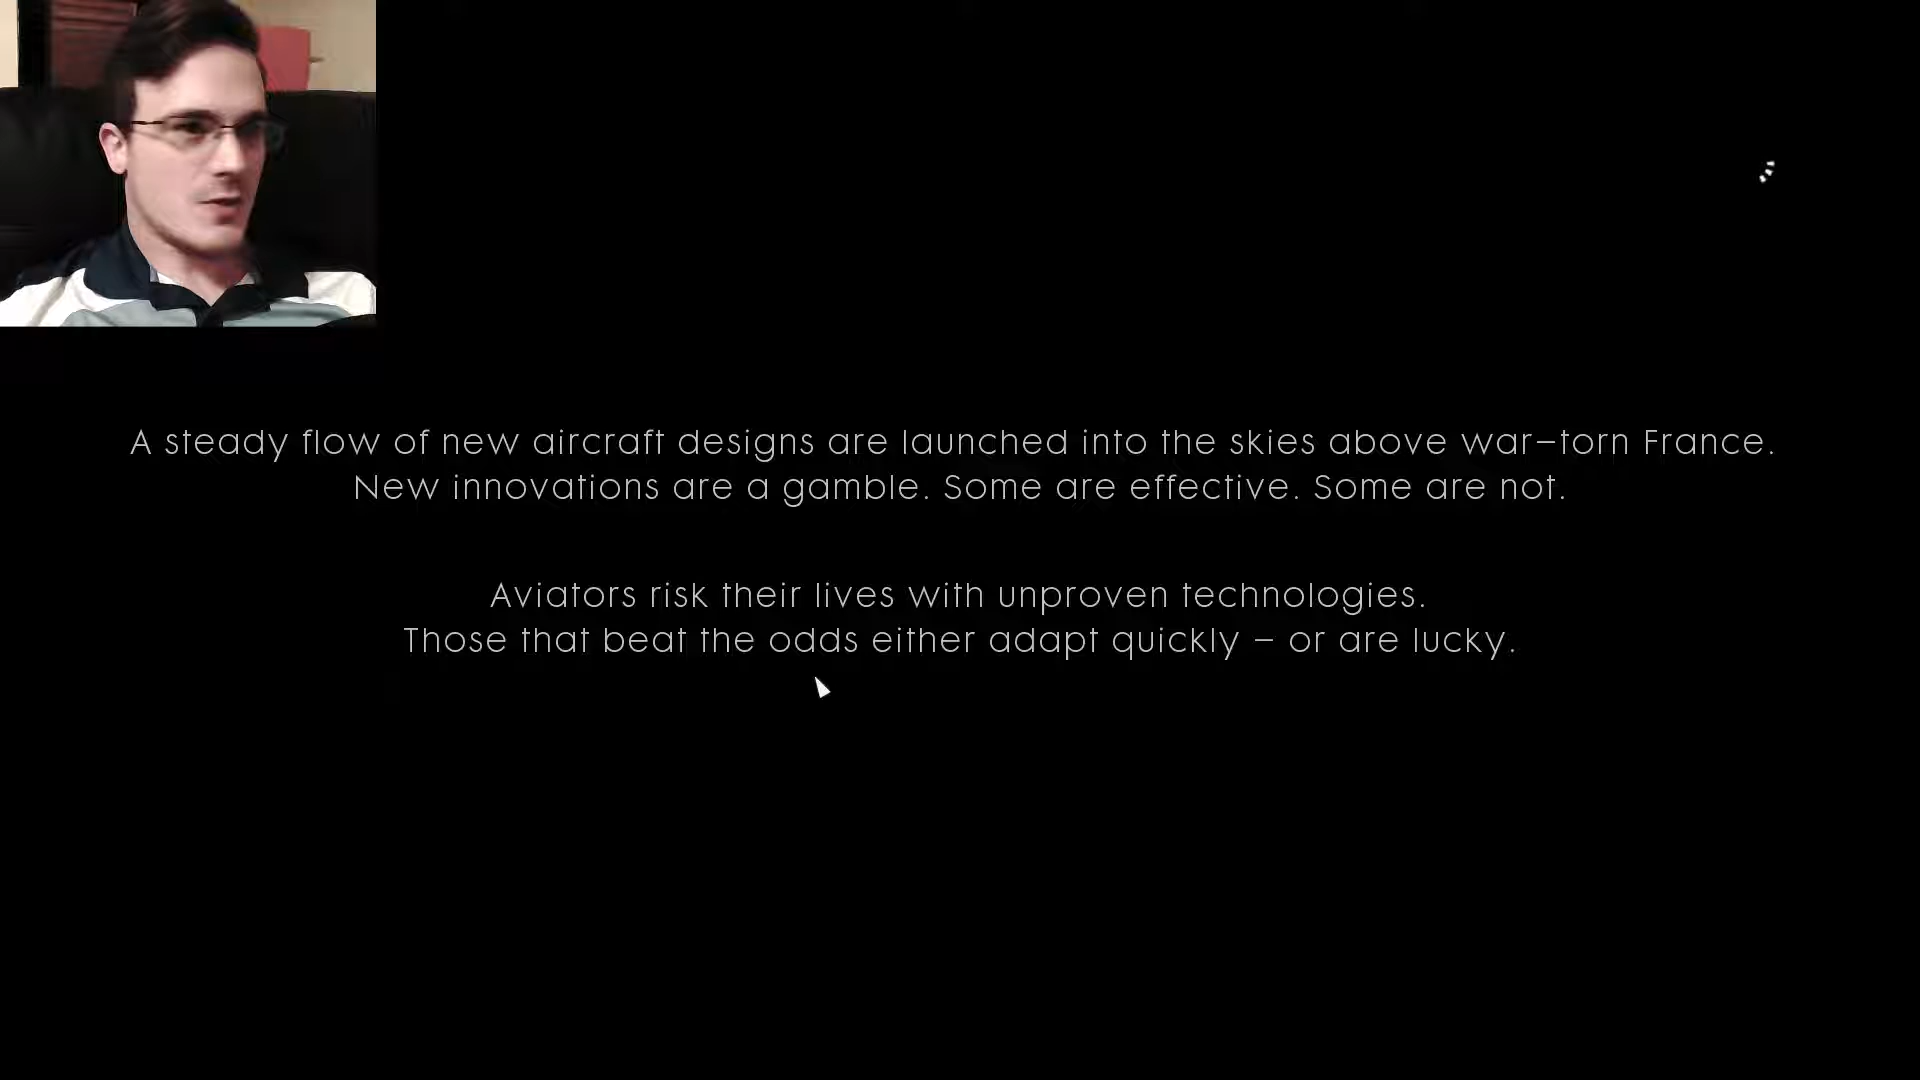 A steady flow of new aircraft designs are launched into the skies above war–torn France.
New innovations are a gamble. Some are effective. Some are not.
Aviators risk their lives with unproven technologies.
Those that beat the odds either adapt quickly – or are lucky.